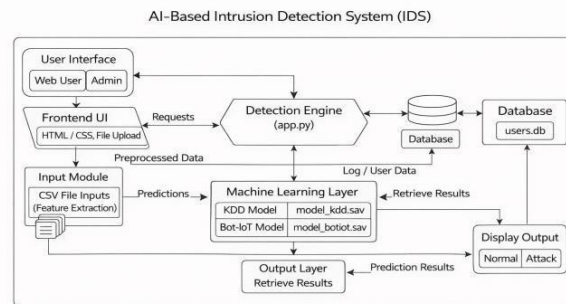 AI-Based Intrusion Detection System (IDS)
User Interface
Web User
Admin
Frontend UI
HTML / CSS, File Upload
Requests
Detection Engine
(app.py)
Database
Database
users.db
Preprocessed Data
Log / User Data
Input Module
CSV File Inputs
(Feature Extraction)
Predictions
Machine Learning Layer
KDD Model
model_kdd.sav
Bot-IoT Model
model_botiot.sav
Retrieve Results
Display Output
Normal
Attack
Output Layer
Retrieve Results
Prediction Results